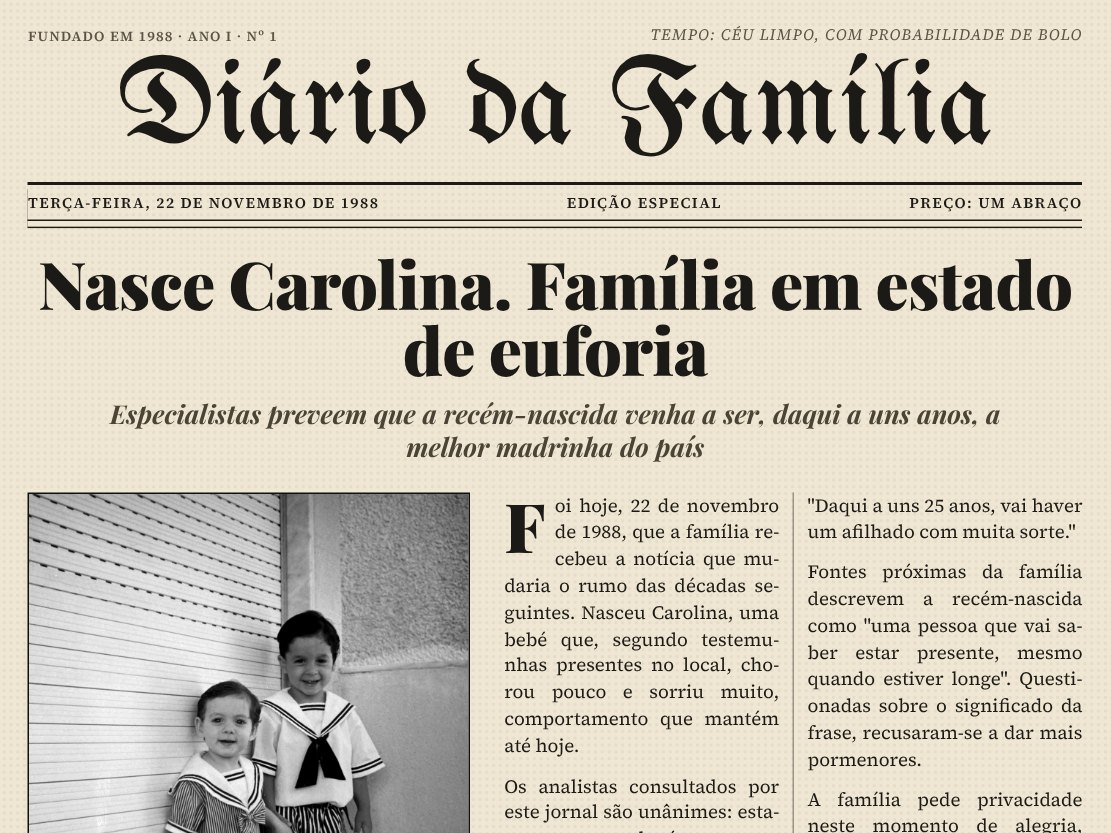 FUNDADO EM 1988 · ANO I · Nº 1
TEMPO: CÉU LIMPO, COM PROBABILIDADE DE BOLO
Diário da Família
TERÇA-FEIRA, 22 DE NOVEMBRO DE 1988
EDIÇÃO ESPECIAL
PREÇO: UM ABRAÇO
Nasce Carolina. Família em estado
de euforia
Especialistas preveem que a recém-nascida venha a ser, daqui a uns anos, a
melhor madrinha do país
Foi hoje, 22 de novembro
de 1988, que a família re-
cebeu a notícia que mu-
daria o rumo das décadas se-
guintes. Nasceu Carolina, uma
bebé que, segundo testemu-
nhas presentes no local, cho-
rou pouco e sorriu muito,
comportamento que mantém
até hoje.
Os analistas consultados por
este jornal são unânimes: esta-
"Daqui a uns 25 anos, vai haver
um afilhado com muita sorte."
Fontes próximas da família
descrevem a recém-nascida
como "uma pessoa que vai sa-
ber estar presente, mesmo
quando estiver longe". Questi-
onadas sobre o significado da
frase, recusaram-se a dar mais
pormenores.
A família pede privacidade
neste momento de alegria,